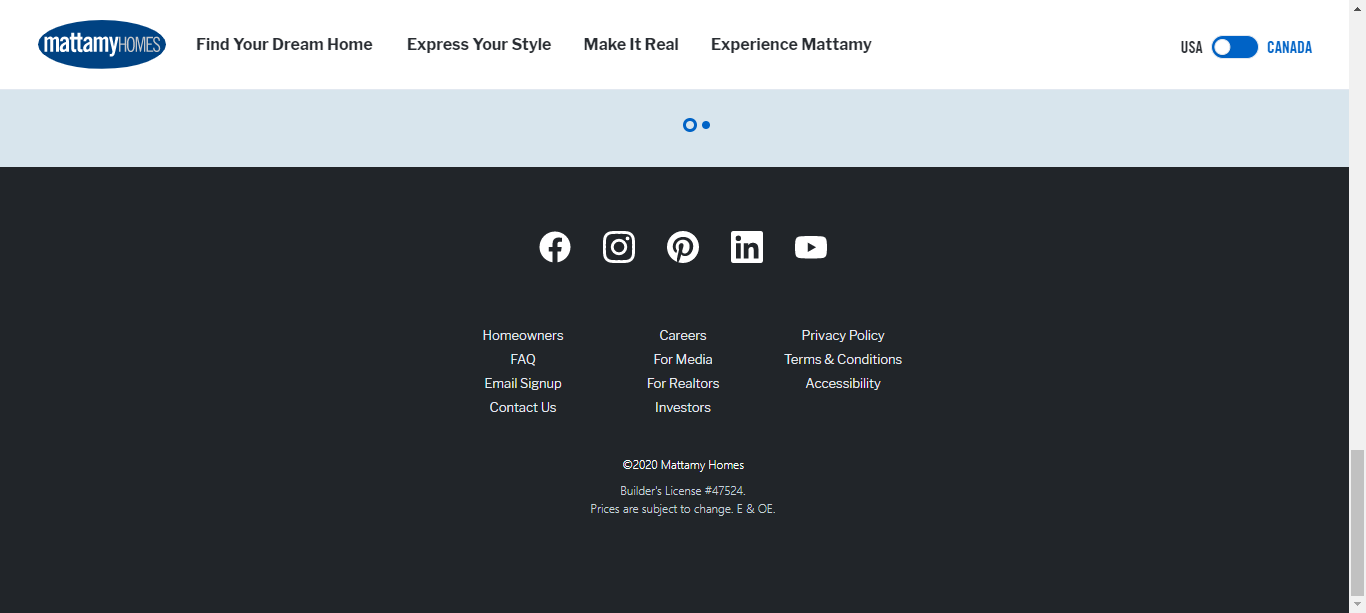 mattamyHOMES Find Your Dream Home Express Your Style Make It Real Experience Mattamy USA CANADA
Homeowners Careers Privacy Policy
FAQ For Media Terms & Conditions
Email Signup For Realtors Accessibility
Contact Us Investors
©2020 Mattamy Homes
Builder's License #47524.
Prices are subject to change. E & OE.